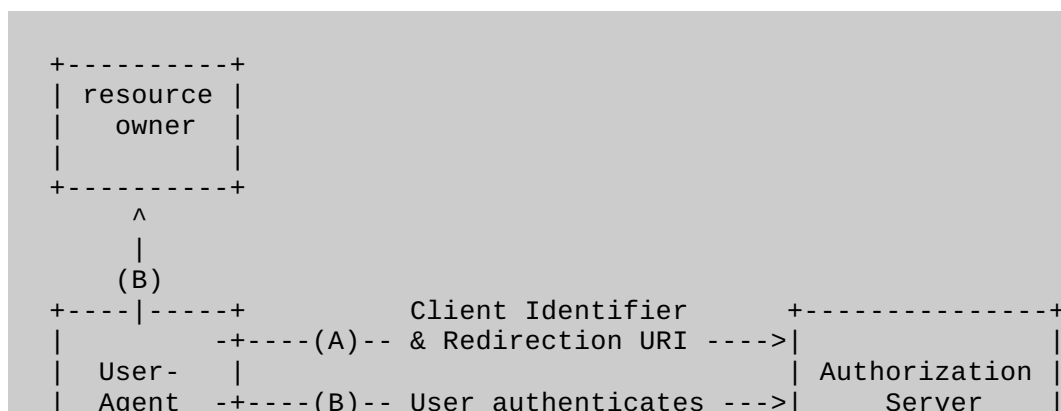 +----------+
| resource |
|   owner  |
|          |
+----------+
     ^
     |
    (B)
+----|-----+          Client Identifier      +---------------+
|         -+----(A)-- & Redirection URI ---->|               |
|  User-   |                                 | Authorization |
|  Agent  -+----(B)-- User authenticates --->|     Server    |